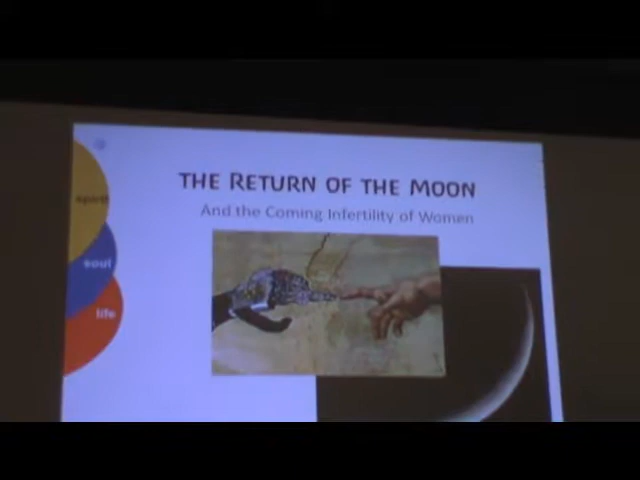 THE RETURN OF THE MOON
And the Coming Infertility of Women
spirit
soul
life